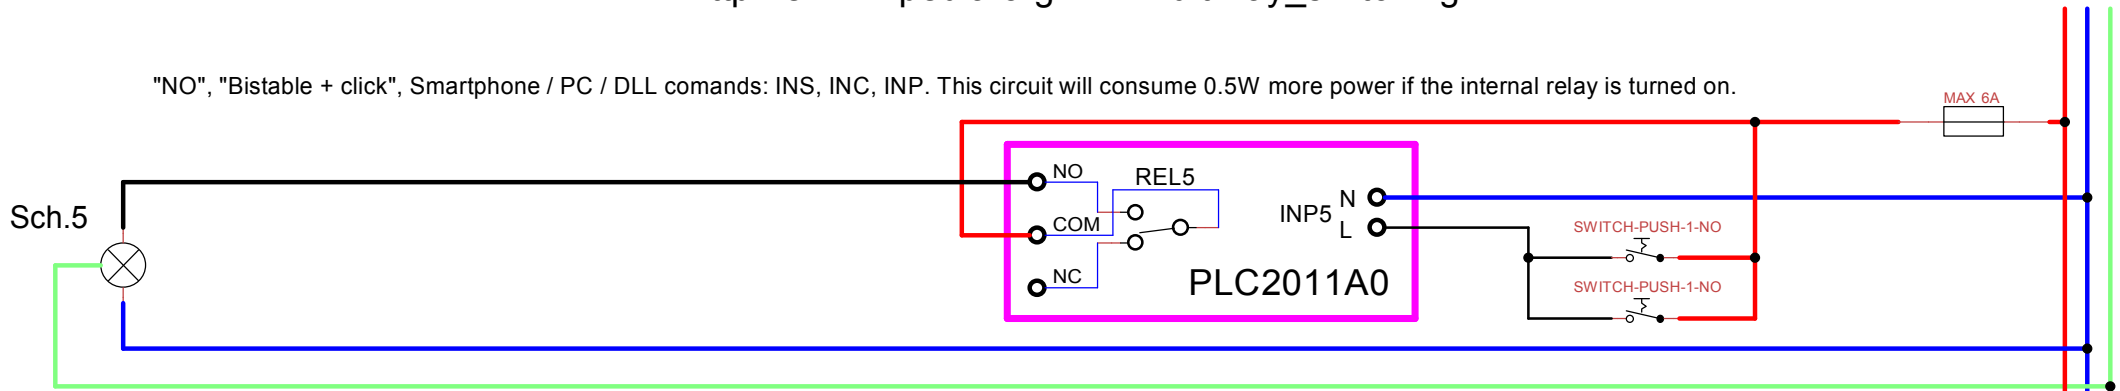 "NO", "Bistable + click", Smartphone / PC / DLL comands: INS, INC, INP. This circuit will consume 0.5W more power if the internal relay is turned on.
MAX 6A
NO
REL5
COM
NC
INP5
N
L
PLC2011A0
SWITCH-PUSH-1-NO
SWITCH-PUSH-1-NO
Sch.5